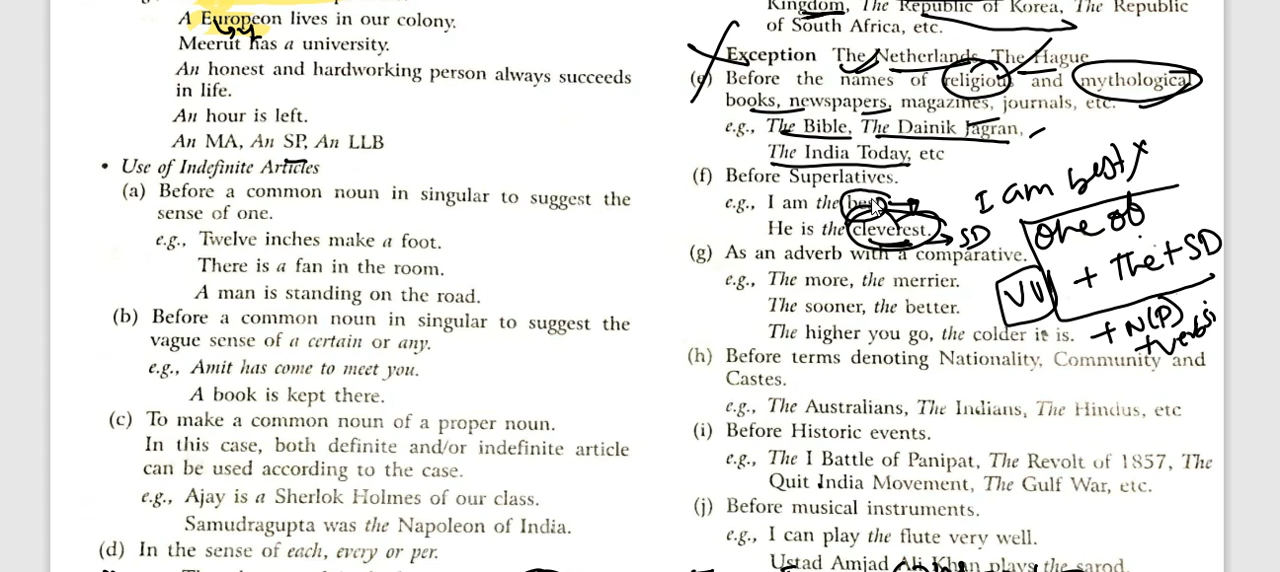 A Europeon lives in our colony.
Meerut has a university.
An honest and hardworking person always succeeds
in life.
An hour is left.
An MA, An SP, An LLB
• Use of Indefinite Articles
(a) Before a common noun in singular to suggest the
sense of one.
e.g., Twelve inches make a foot.
There is a fan in the room.
A man is standing on the road.
(b) Before a common noun in singular to suggest the
vague sense of a certain or any.
e.g., Amit has come to meet you.
A book is kept there.
(c) To make a common noun of a proper noun.
In this case, both definite and/or indefinite article
can be used according to the case.
e.g., Ajay is a Sherlok Holmes of our class.
Samudragupta was the Napoleon of India.
(d) In the sense of each, every or per.
Kingdom, The Republic of Korea, The Republic
of South Africa, etc.
Exception The Netherlands, The Hague
(e) Before the names of religious and mythological
books, newspapers, magazines, journals, etc.
e.g., The Bible, The Dainik Jagran,
The India Today, etc
(f) Before Superlatives.
e.g., I am the best
He is the cleverest.
(g) As an adverb with a comparative.
e.g., The more, the merrier.
The sooner, the better.
The higher you go, the colder it is.
(h) Before terms denoting Nationality, Community and
Castes.
e.g., The Australians, The Indians, The Hindus, etc
(i) Before Historic events.
e.g., The I Battle of Panipat, The Revolt of 1857, The
Quit India Movement, The Gulf War, etc.
(j) Before musical instruments.
e.g., I can play the flute very well.
Ustad Amjad Ali Khan plays the sarod.
I am best x
SD
one of
+ The + SD
+ N(P)